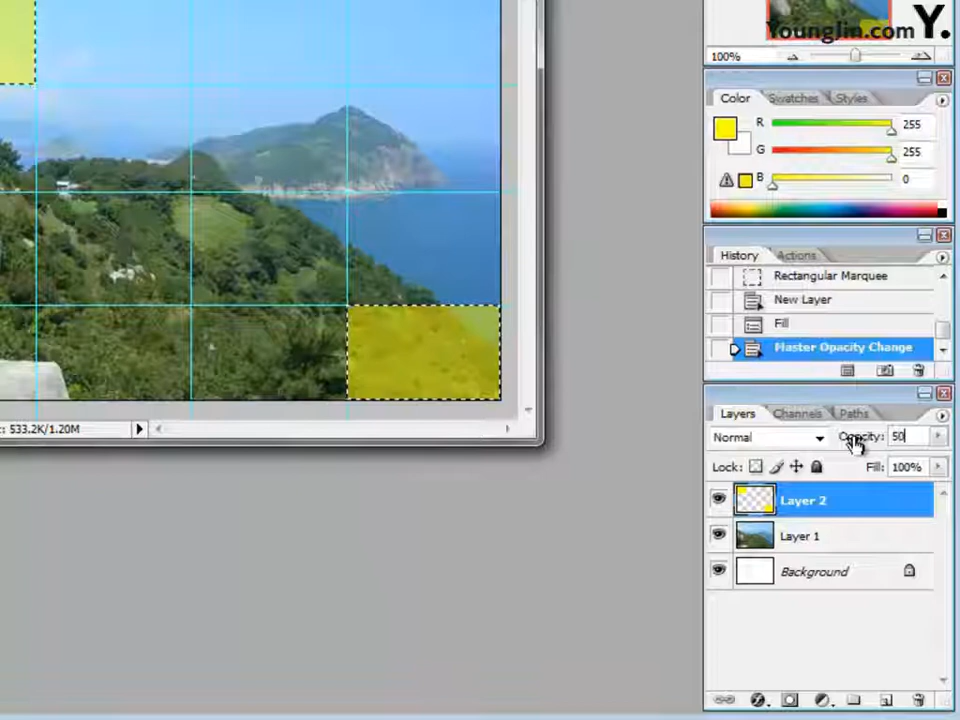 Younglin.com Y.
100%
Color Swatches Styles
R 255
G 255
B 0
History Actions
Rectangular Marquee
New Layer
Fill
Master Opacity Change
: 533.2K/1.20M
Layers Channels Paths
Normal Opacity: 50
Lock: Fill: 100%
Layer 2
Layer 1
Background